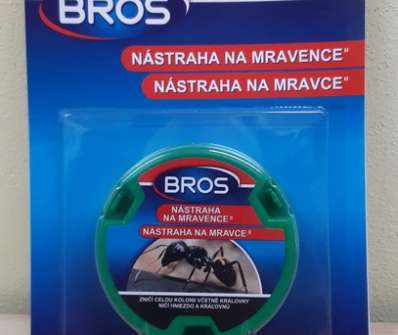 BROS
NÁSTRAHA NA MRAVENCE®
NÁSTRAHA NA MRAVCE®
BROS
NÁSTRAHA
NA MRAVENCE®
NÁSTRAHA NA MRAVCE®
ZNIČÍ CELOU KOLONII VČETNĚ KRÁLOVNY
NIČÍ HNIEZDO A KRÁĽOVNÚ